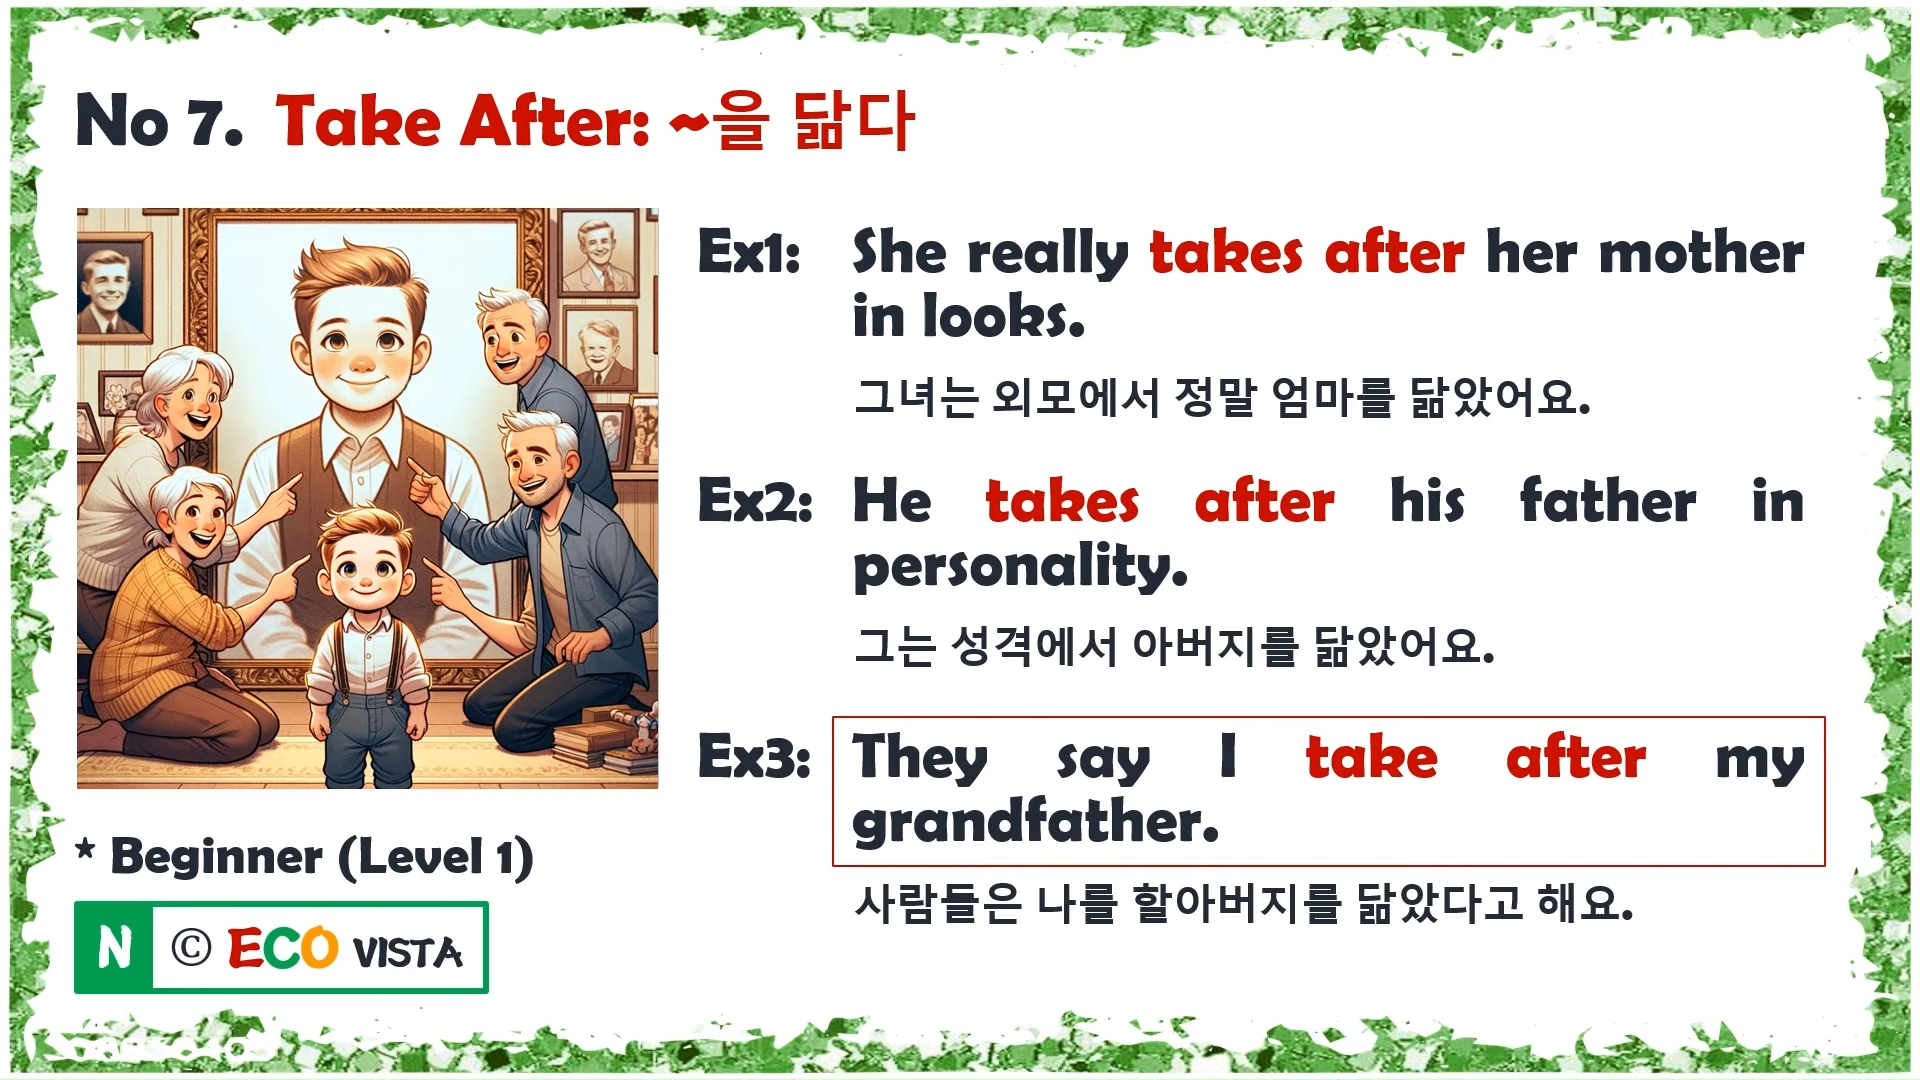 No 7. Take After: ~을 닮다
Ex1: She really takes after her mother
in looks.
그녀는 외모에서 정말 엄마를 닮았어요.
Ex2: He takes after his father in
personality.
그는 성격에서 아버지를 닮았어요.
Ex3: They say I take after my
grandfather.
사람들은 나를 할아버지를 닮았다고 해요.
* Beginner (Level 1)
N © ECO VISTA